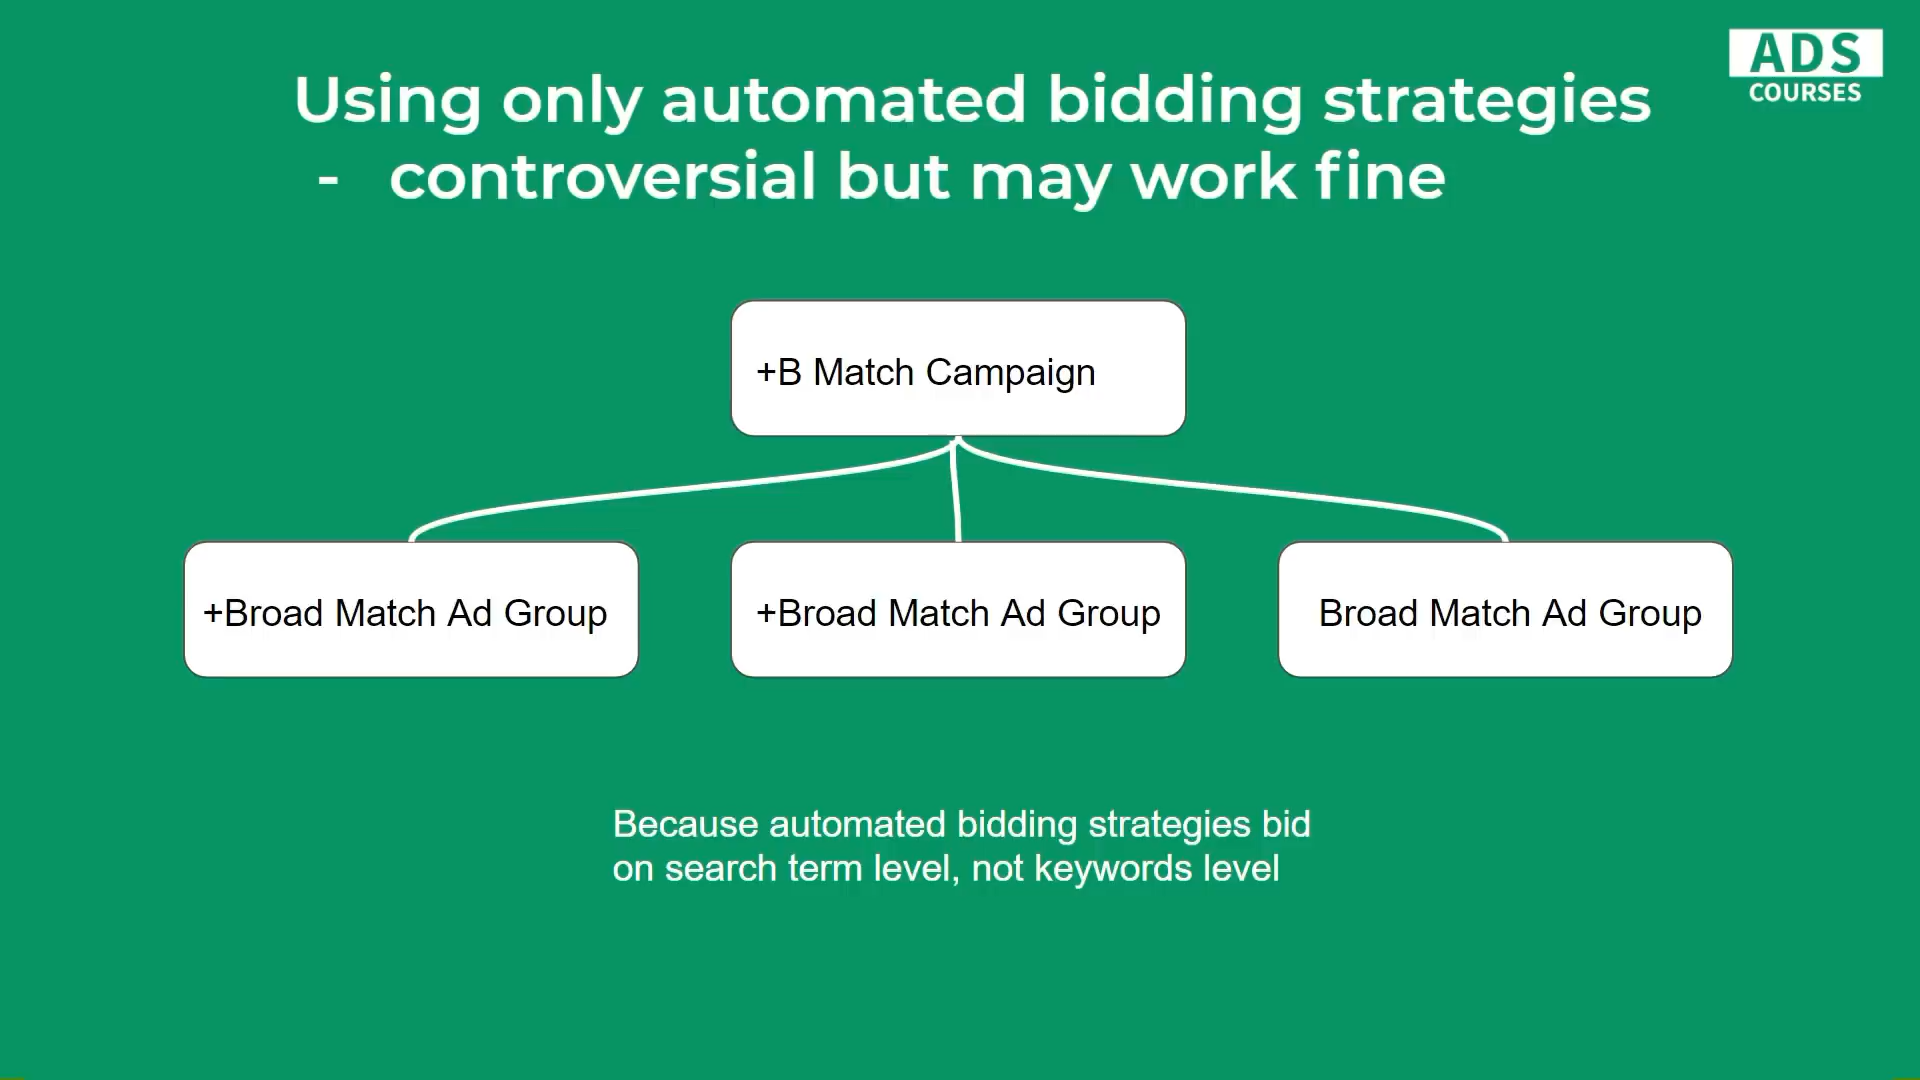 ADS
COURSES
Using only automated bidding strategies
- controversial but may work fine
+B Match Campaign
+Broad Match Ad Group
+Broad Match Ad Group
Broad Match Ad Group
Because automated bidding strategies bid
on search term level, not keywords level